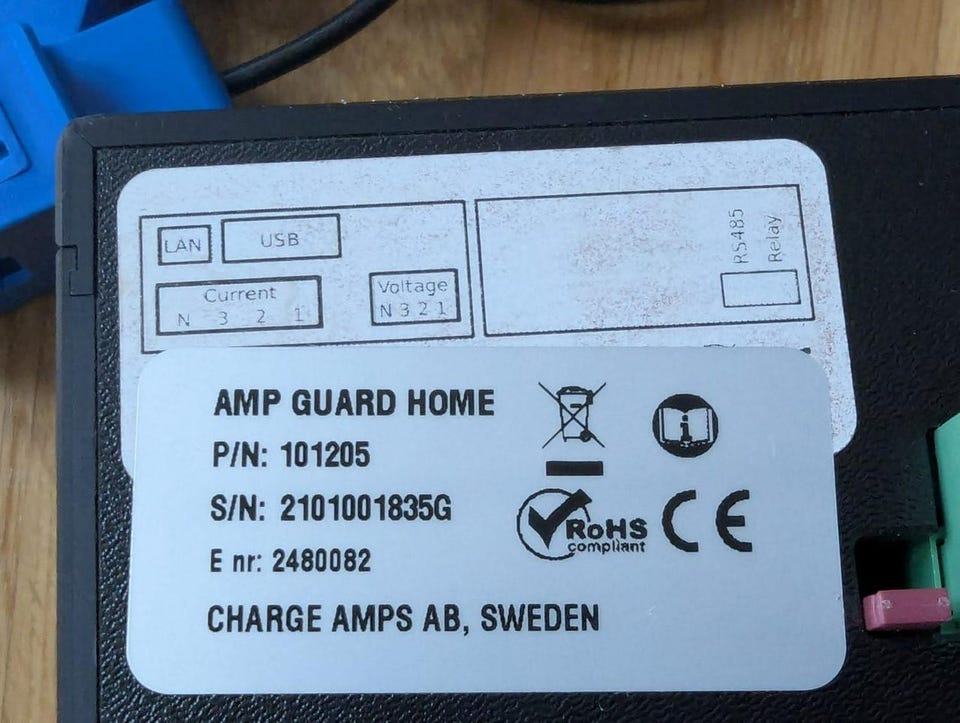 LAN
USB
Current
N 3 2 1
Voltage
N 3 2 1
RS485
Relay
AMP GUARD HOME
P/N: 101205
S/N: 2101001835G
E nr: 2480082
CHARGE AMPS AB, SWEDEN
i
RoHS
compliant
CE